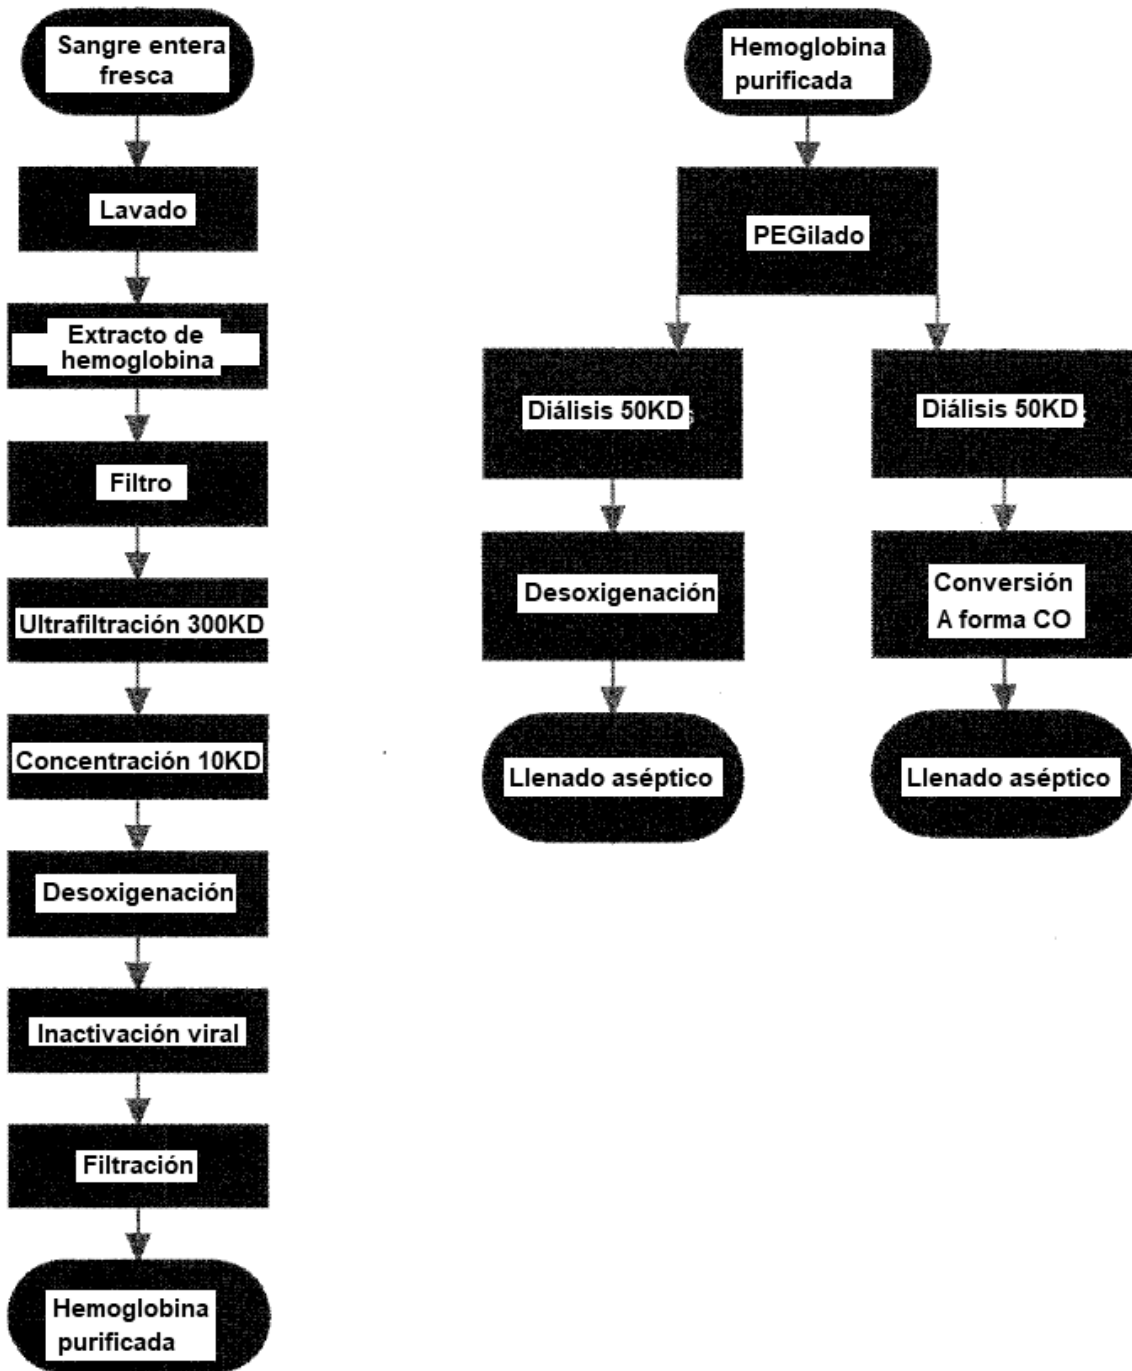 Sangre entera
fresca
Lavado
Extracto de
hemoglobina
Filtro
Ultrafiltración 300KD
Concentración 10KD
Desoxigenación
Inactivación viral
Filtración
Hemoglobina
purificada
Hemoglobina
purificada
PEGilado
Diálisis 50KD
Desoxigenación
Llenado aséptico
Diálisis 50KD
Conversión
A forma CO
Llenado aséptico